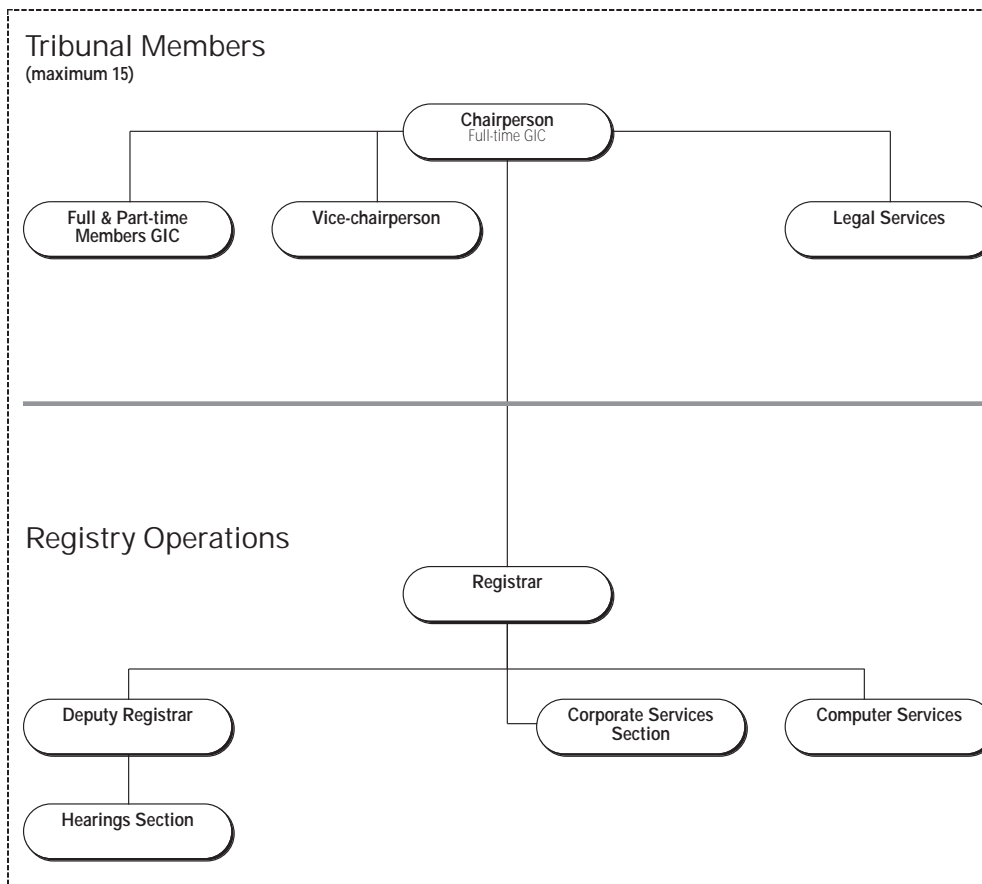 Tribunal Members
(maximum 15)
Chairperson
Full-time GIC
Full & Part-time
Members GIC
Vice-chairperson
Legal Services
Registry Operations
Registrar
Deputy Registrar
Corporate Services
Section
Computer Services
Hearings Section